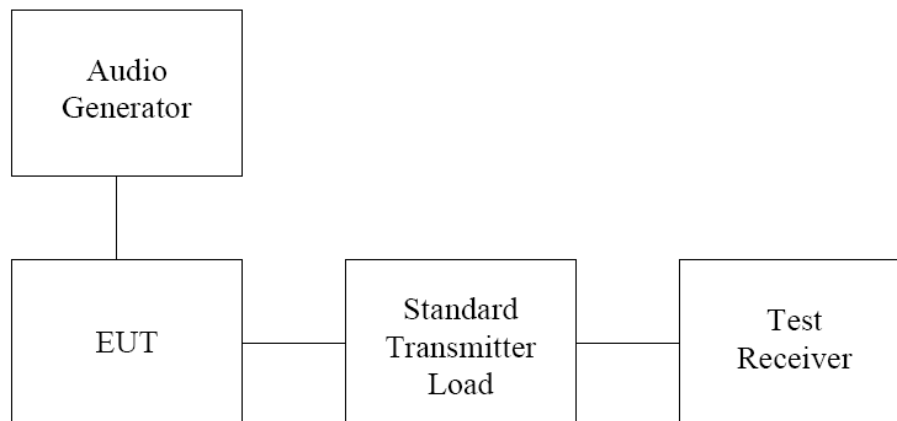 Audio
Generator
EUT
Standard
Transmitter
Load
Test
Receiver